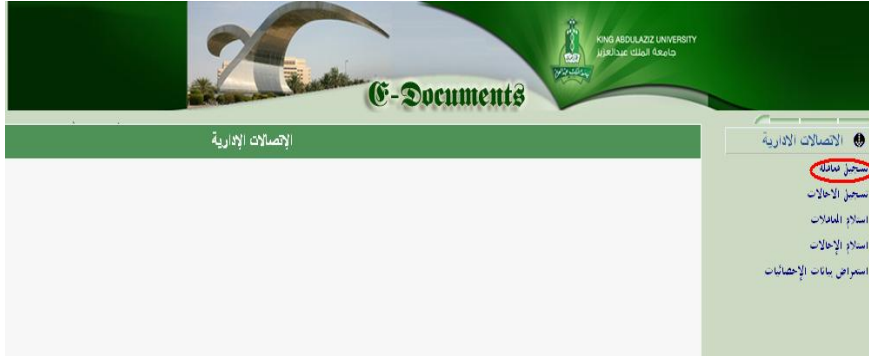 KING ABDULAZIZ UNIVERSITY
جامعة الملك عبدالعزيز
E-Documents
الاتصالات الادارية
الإتصالات الإدارية
تسجيل معاملة
تسجيل الاحالات
استلام المعاملات
استلام الإحالات
استعراض بيانات الإحصائيات